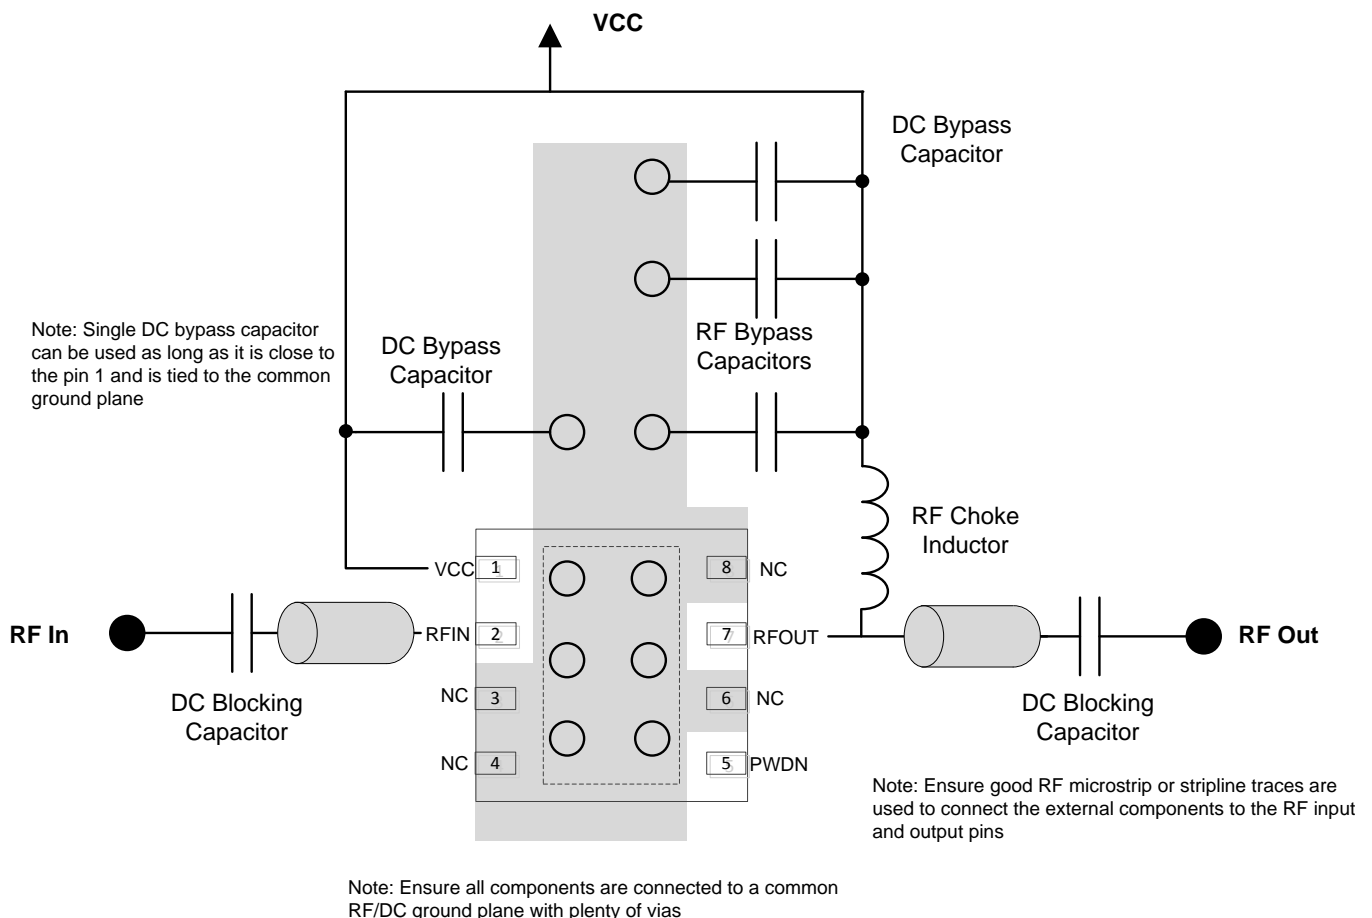 VCC
DC Bypass
Capacitor
Note: Single DC bypass capacitor
can be used as long as it is close to
the pin 1 and is tied to the common
ground plane
DC Bypass
Capacitor
RF Bypass
Capacitors
RF Choke
Inductor
VCC 1
8 NC
RF In
RFIN 2
7 RFOUT
RF Out
NC 3
6 NC
DC Blocking
Capacitor
DC Blocking
Capacitor
NC 4
5 PWDN
Note: Ensure good RF microstrip or stripline traces are
used to connect the external components to the RF input
and output pins
Note: Ensure all components are connected to a common
RF/DC ground plane with plenty of vias